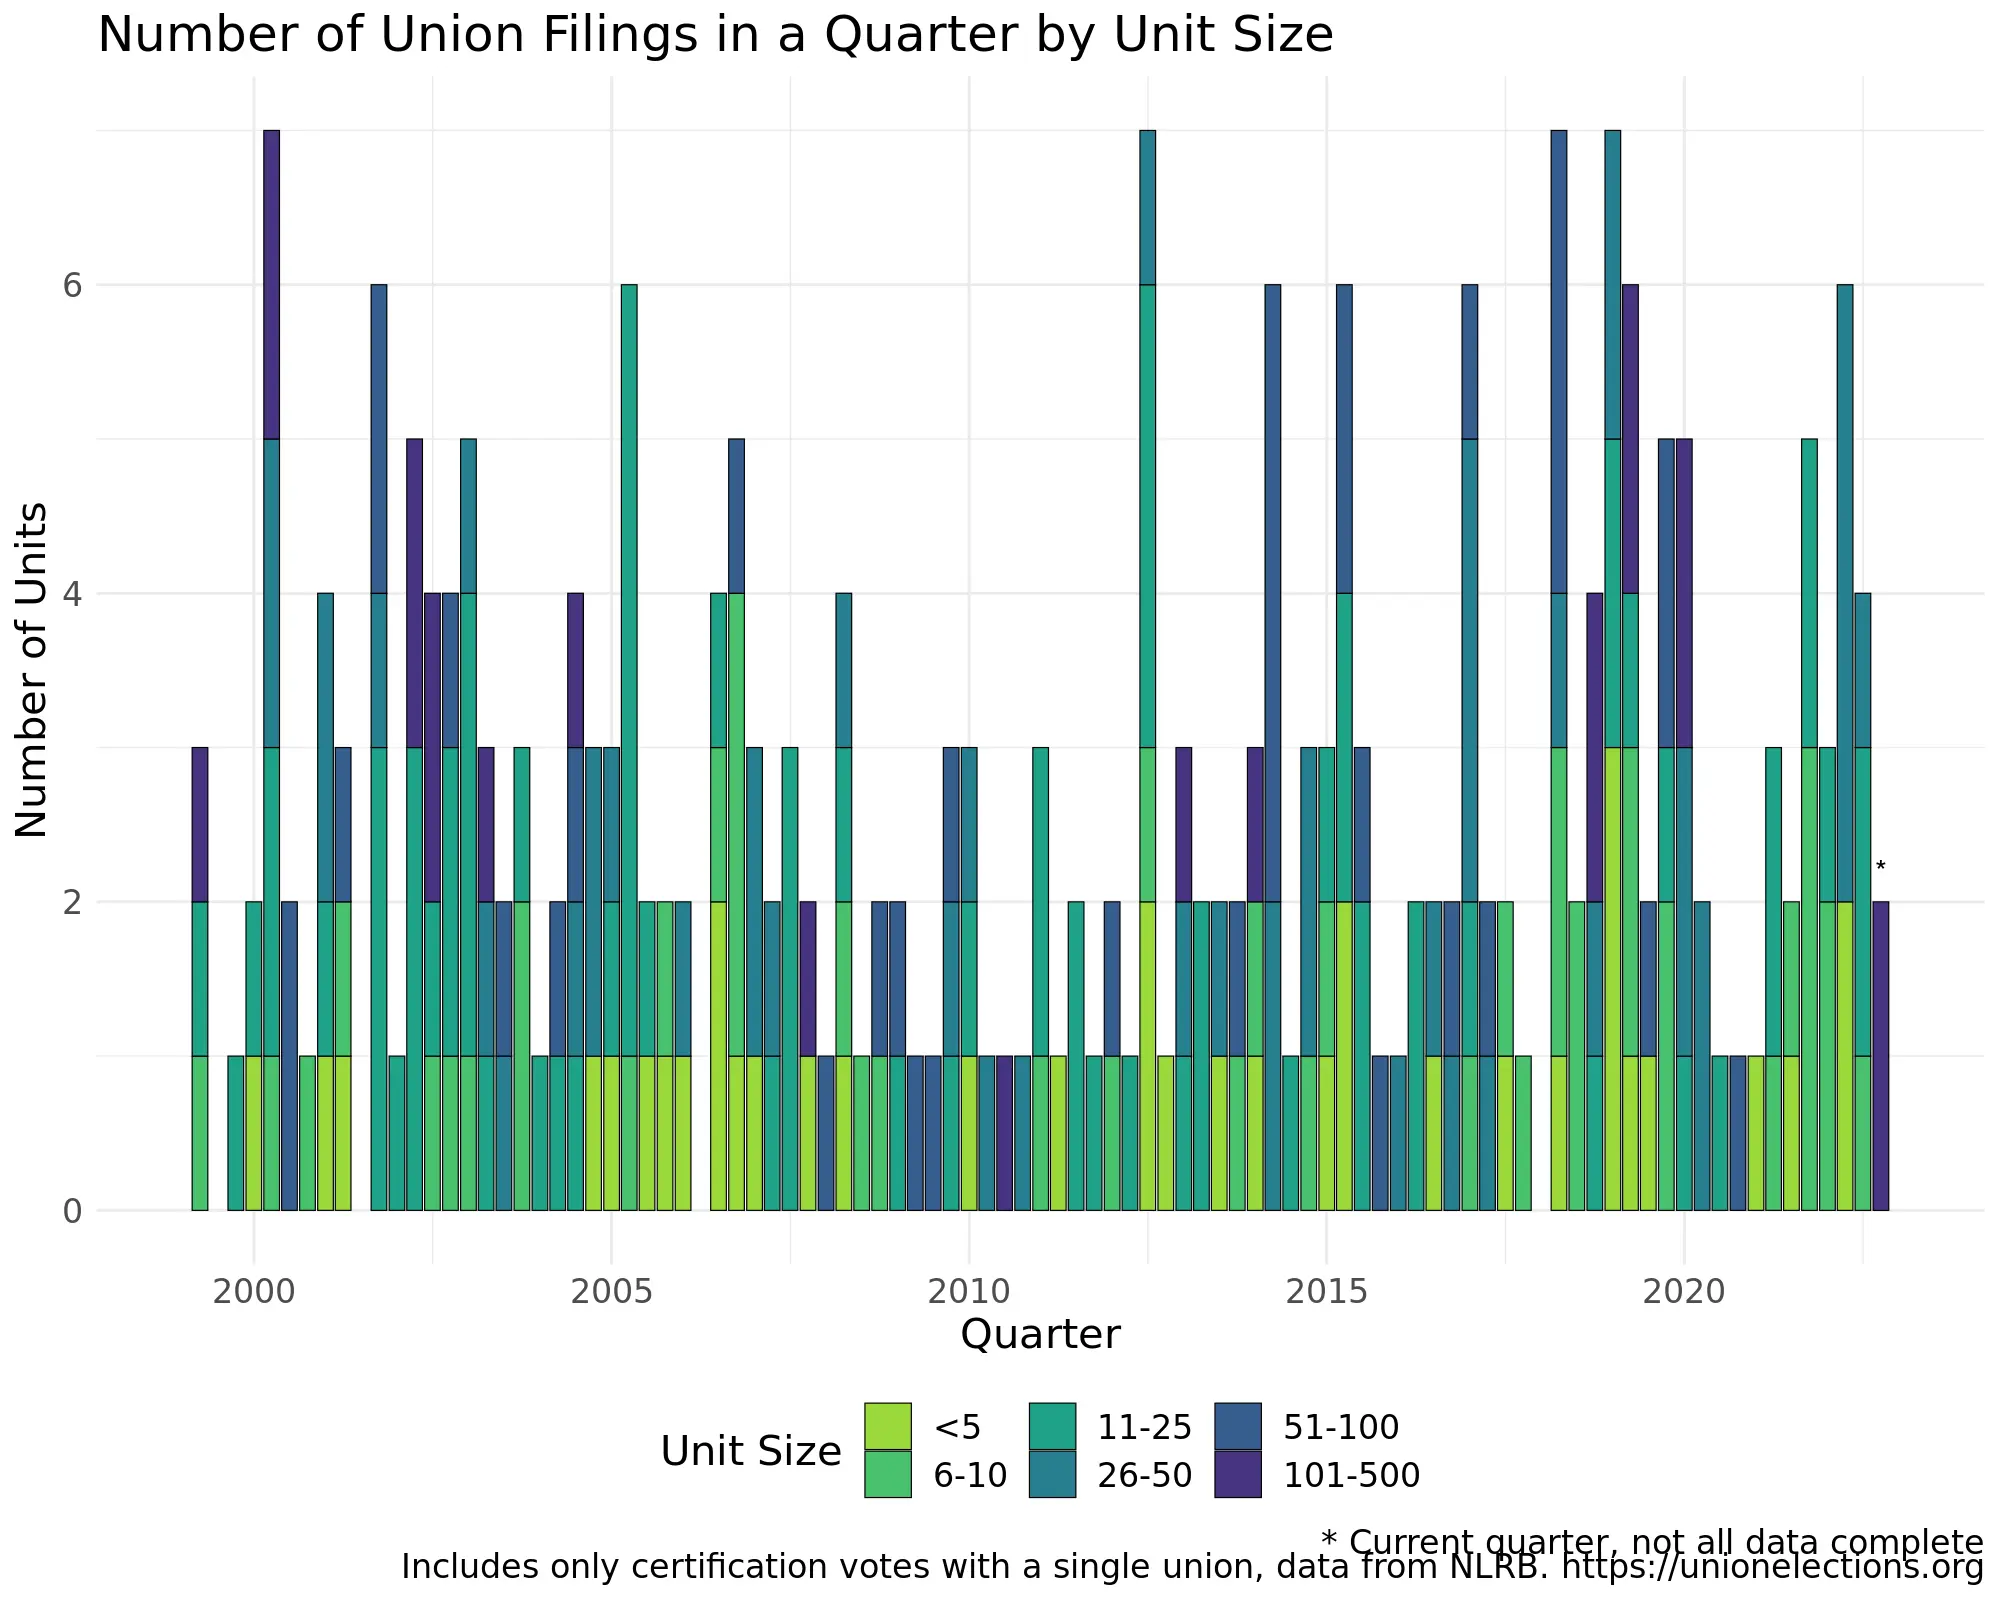 Number of Union Filings in a Quarter by Unit Size
Number of Units
6
4
2
0
*
2000 2005 2010 2015 2020
Quarter
Unit Size
<5 11-25 51-100
6-10 26-50 101-500
* Current quarter, not all data complete
Includes only certification votes with a single union, data from NLRB. https://unionelections.org